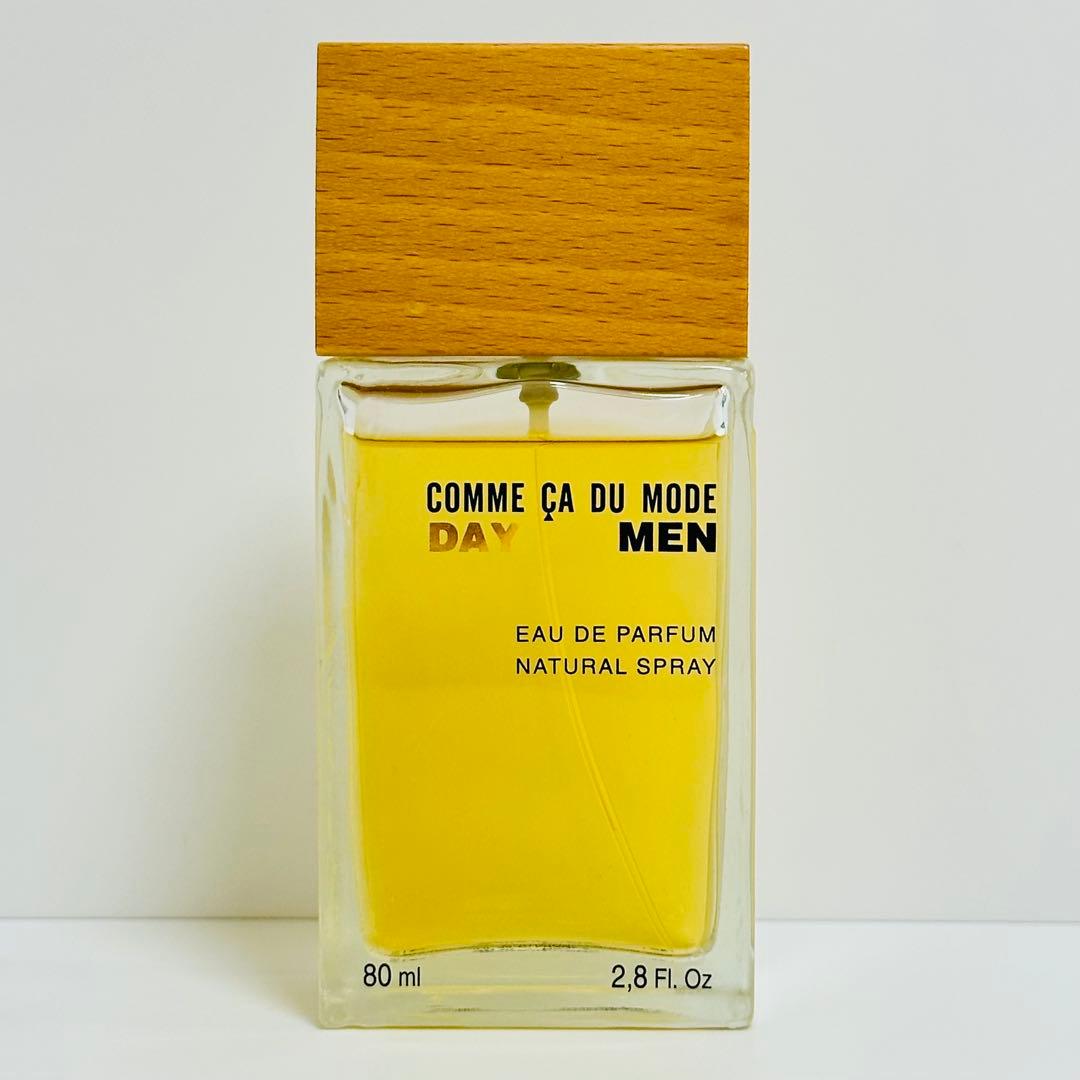 COMME ÇA DU MODE
DAY MEN
EAU DE PARFUM
NATURAL SPRAY
80 ml 2,8 Fl. Oz